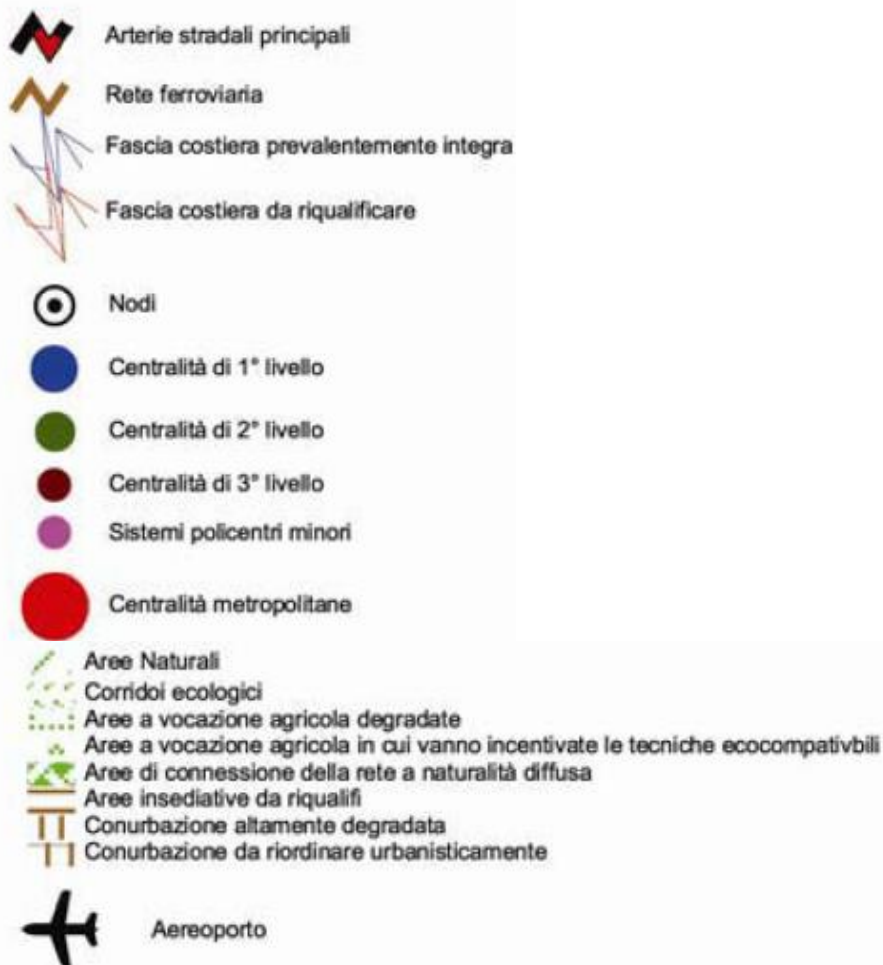 Arterie stradali principali
Rete ferroviaria
Fascia costiera prevalentemente integra
Fascia costiera da riqualificare
Nodi
Centralità di 1° livello
Centralità di 2° livello
Centralità di 3° livello
Sistemi policentri minori
Centralità metropolitane
Aree Naturali
Corridoi ecologici
Aree a vocazione agricola degradate
Aree a vocazione agricola in cui vanno incentivate le tecniche ecocompativbili
Aree di connessione della rete a naturalità diffusa
Aree insediative da riqualifi
Conurbazione altamente degradata
Conurbazione da riordinare urbanisticamente
Aereoporto